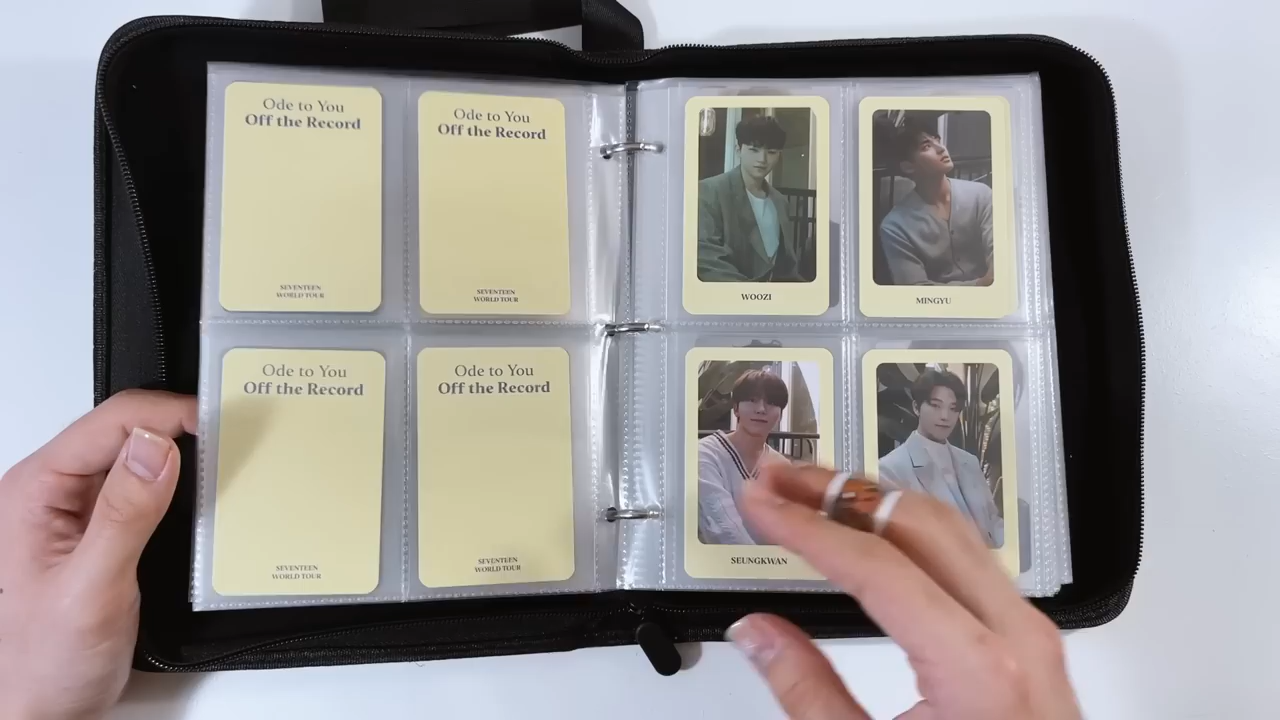 Ode to You
Off the Record
SEVENTEEN
WORLD TOUR
Ode to You
Off the Record
SEVENTEEN
WORLD TOUR
WOOZI
MINGYU
Ode to You
Off the Record
SEVENTEEN
WORLD TOUR
Ode to You
Off the Record
SEVENTEEN
WORLD TOUR
SEUNGKWAN